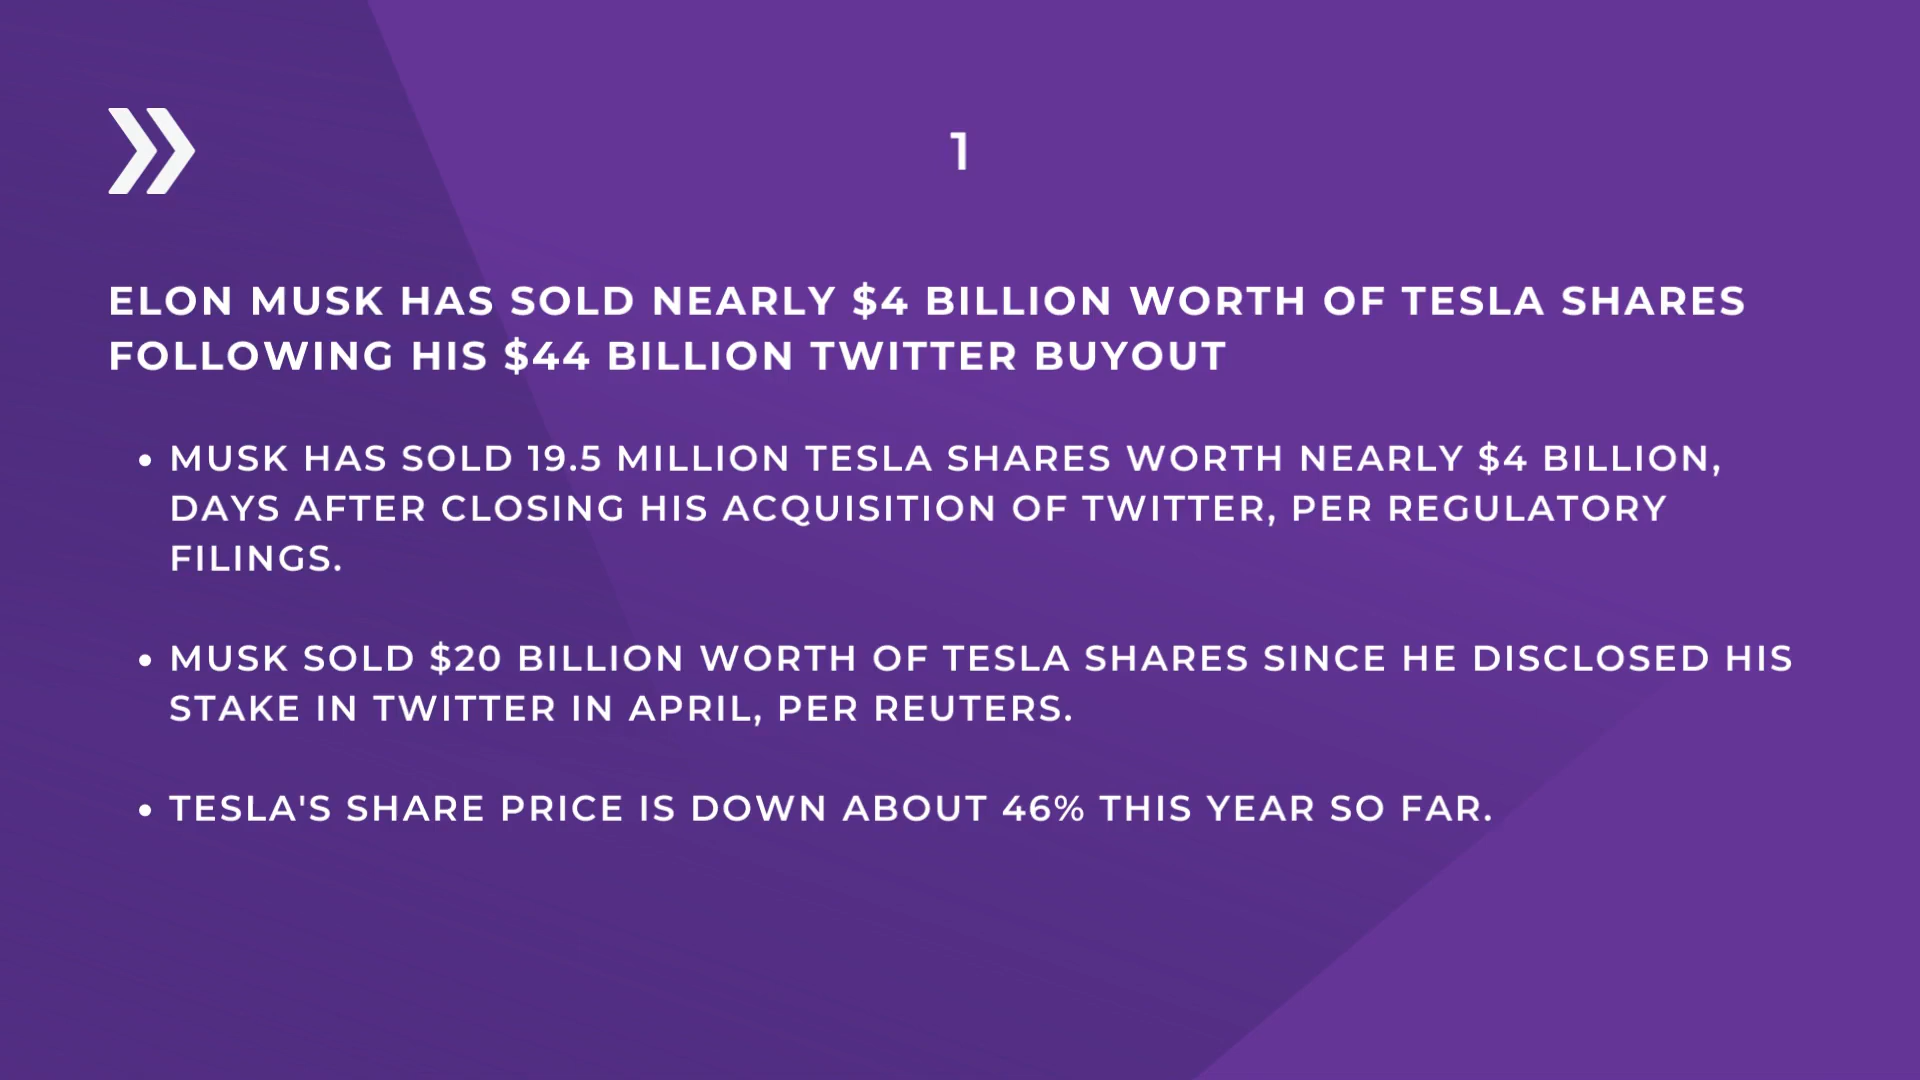 1
ELON MUSK HAS SOLD NEARLY $4 BILLION WORTH OF TESLA SHARES
FOLLOWING HIS $44 BILLION TWITTER BUYOUT
• MUSK HAS SOLD 19.5 MILLION TESLA SHARES WORTH NEARLY $4 BILLION,
DAYS AFTER CLOSING HIS ACQUISITION OF TWITTER, PER REGULATORY
FILINGS.
• MUSK SOLD $20 BILLION WORTH OF TESLA SHARES SINCE HE DISCLOSED HIS
STAKE IN TWITTER IN APRIL, PER REUTERS.
• TESLA'S SHARE PRICE IS DOWN ABOUT 46% THIS YEAR SO FAR.